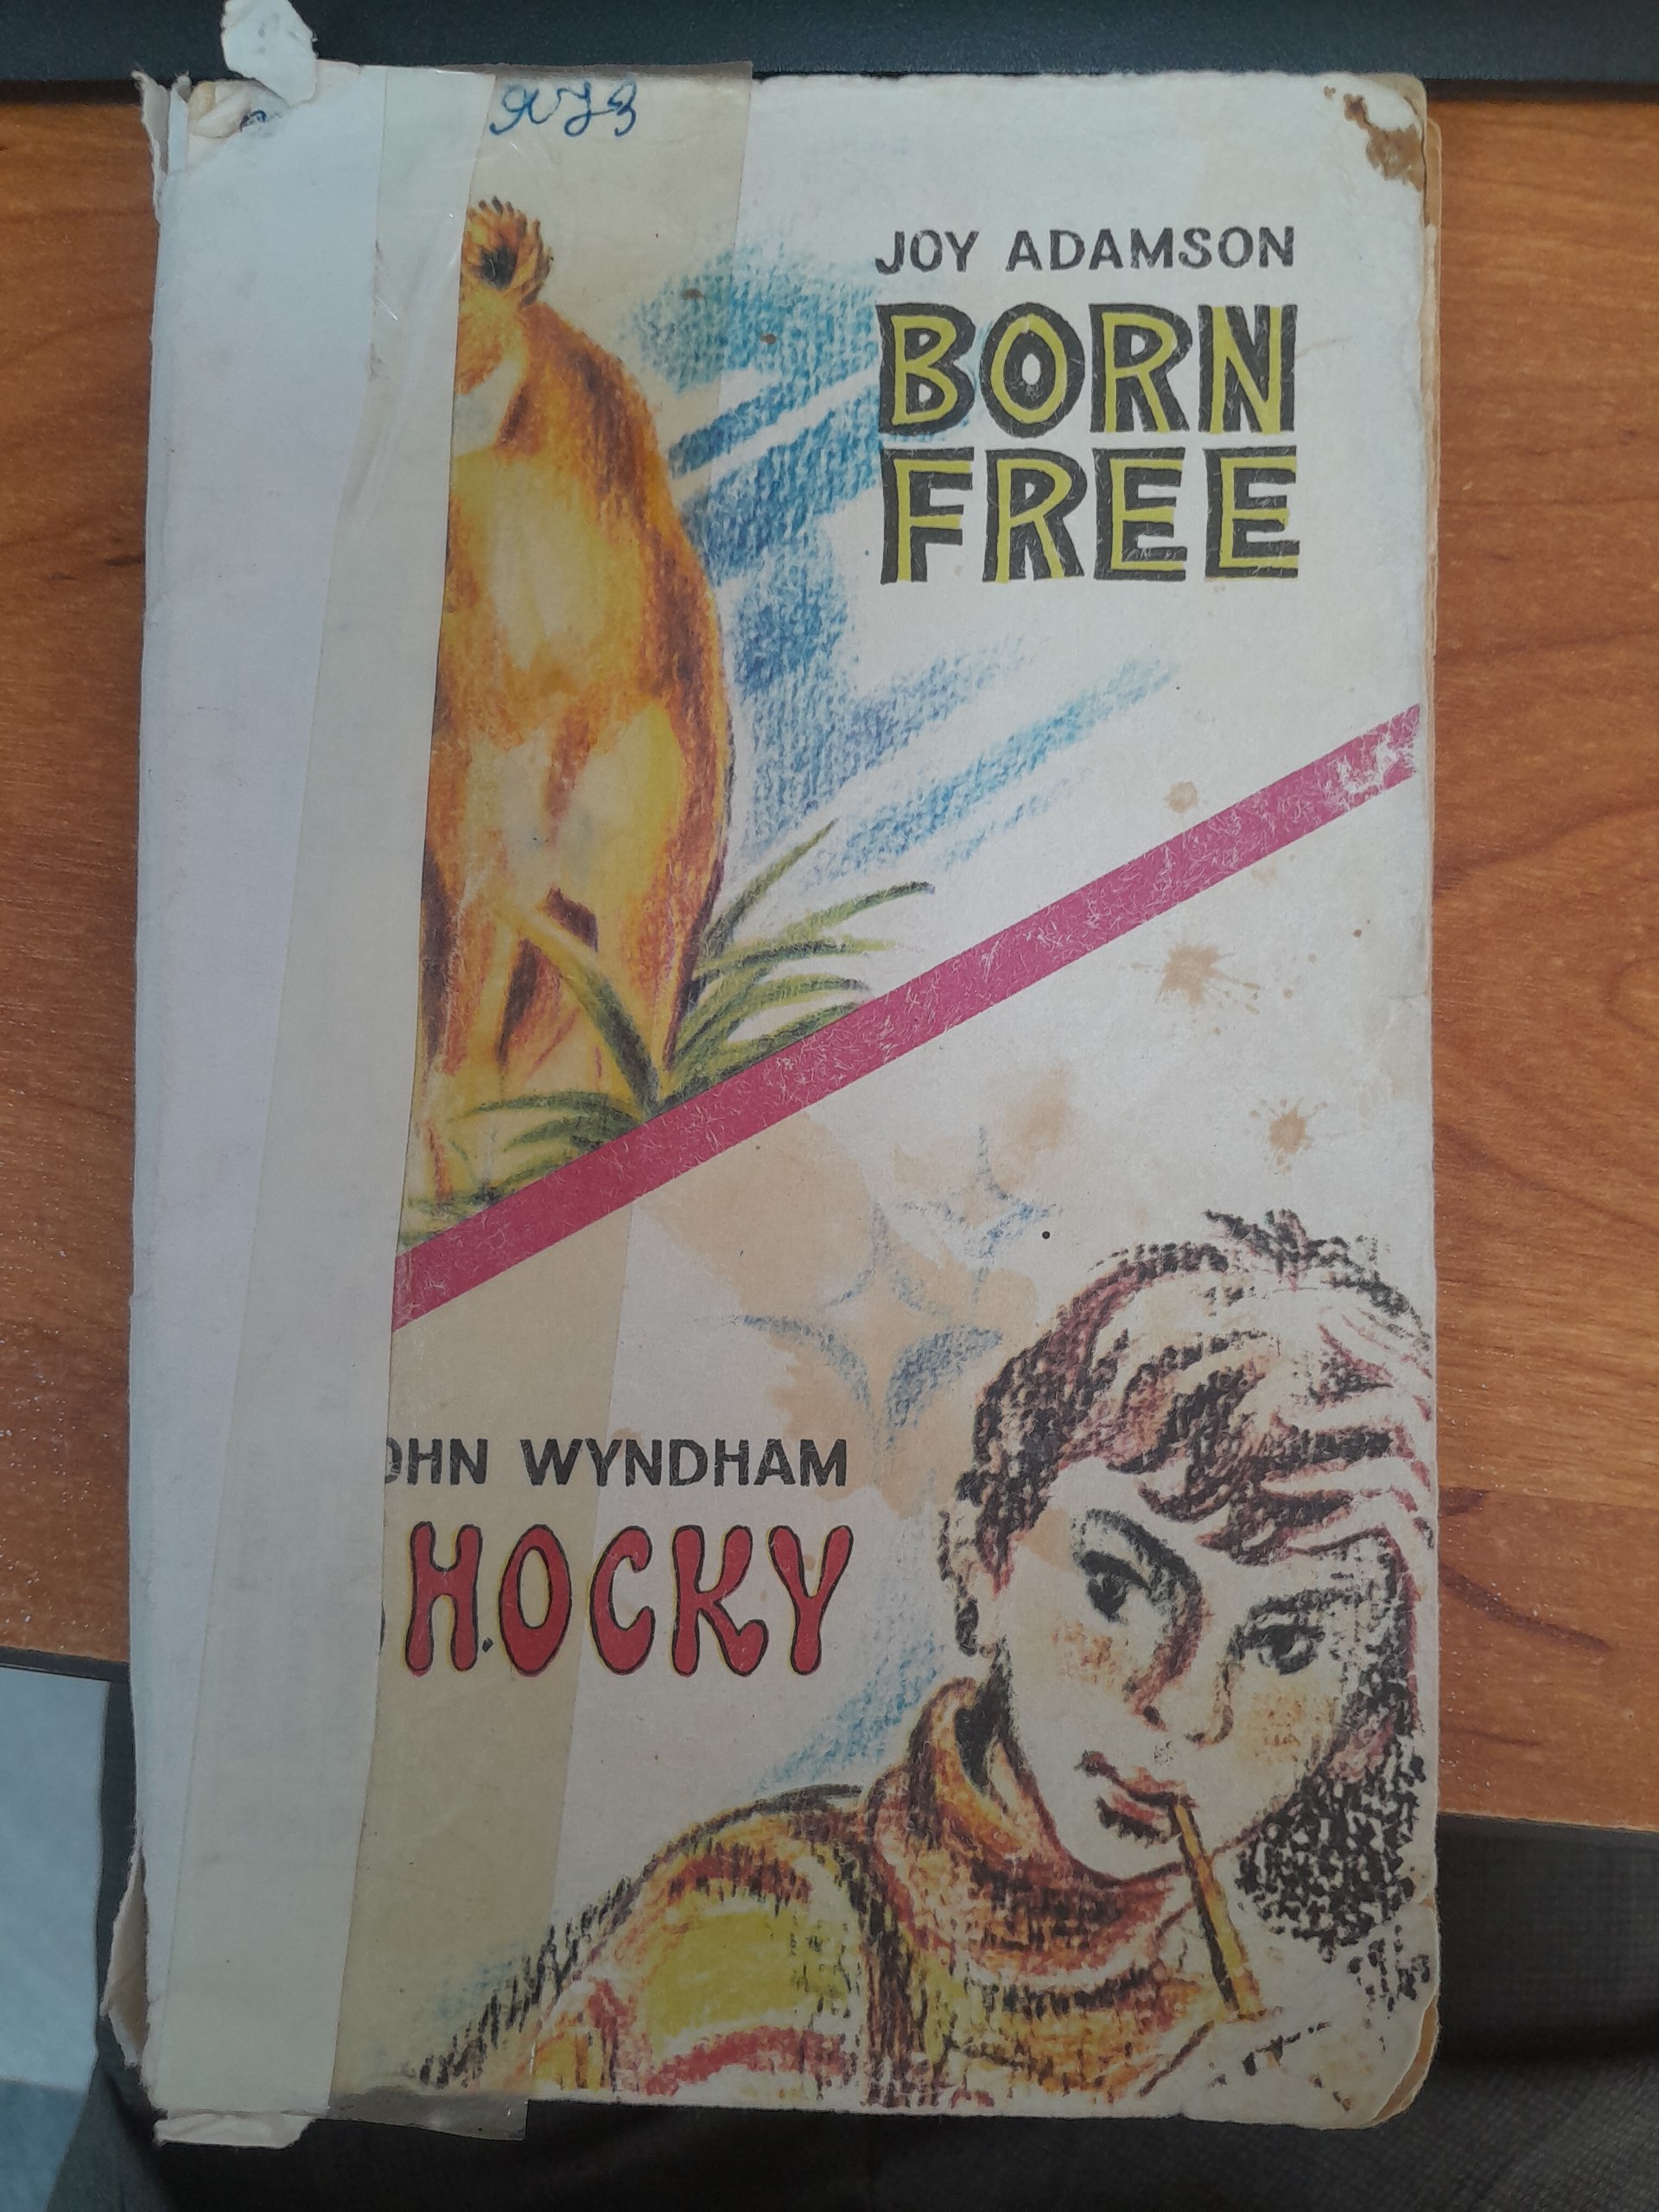 JOY ADAMSON
BORN
FREE
OHN WYNDHAM
HOCKY